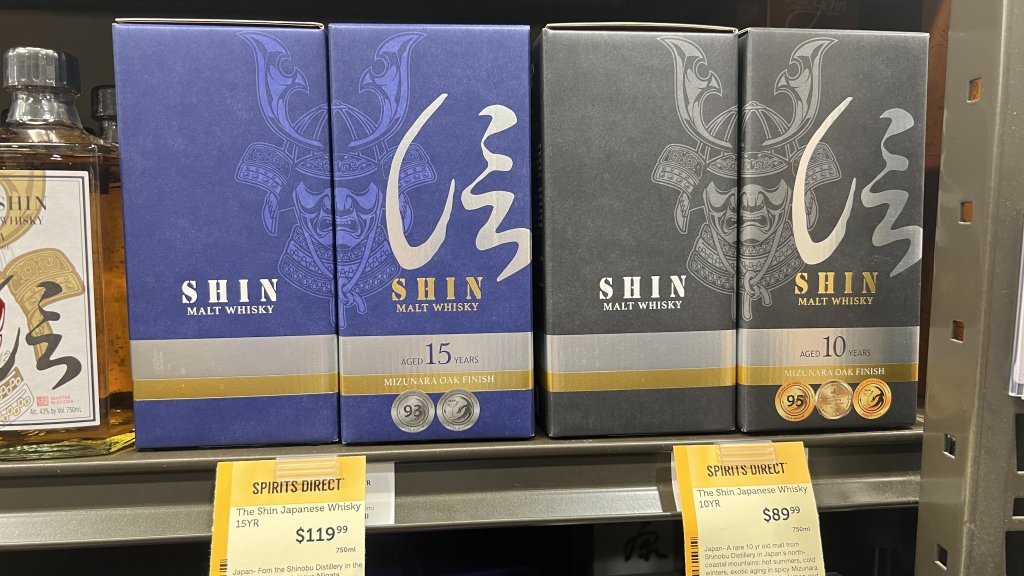 SHIN
WHISKY
Alc. 43% by Vol. 750mL
SHIN
MALT WHISKY
信
SHIN
MALT WHISKY
AGED 15 YEARS
MIZUNARA OAK FINISH
93
SHIN
MALT WHISKY
信
SHIN
MALT WHISKY
AGED 10 YEARS
MIZUNARA OAK FINISH
95
SPIRITS DIRECT
The Shin Japanese Whisky
15YR
$119.99
750ml
Japan- Fom the Shinobu Distillery in the
SPIRITS DIRECT
The Shin Japanese Whisky
10YR
$89.99
750ml
Japan- A rare 10 yr old malt from
Shinobu Distillery in Japan's north-
coastal mountains: hot summers, cold
winters, exotic aging in spicy Mizunara